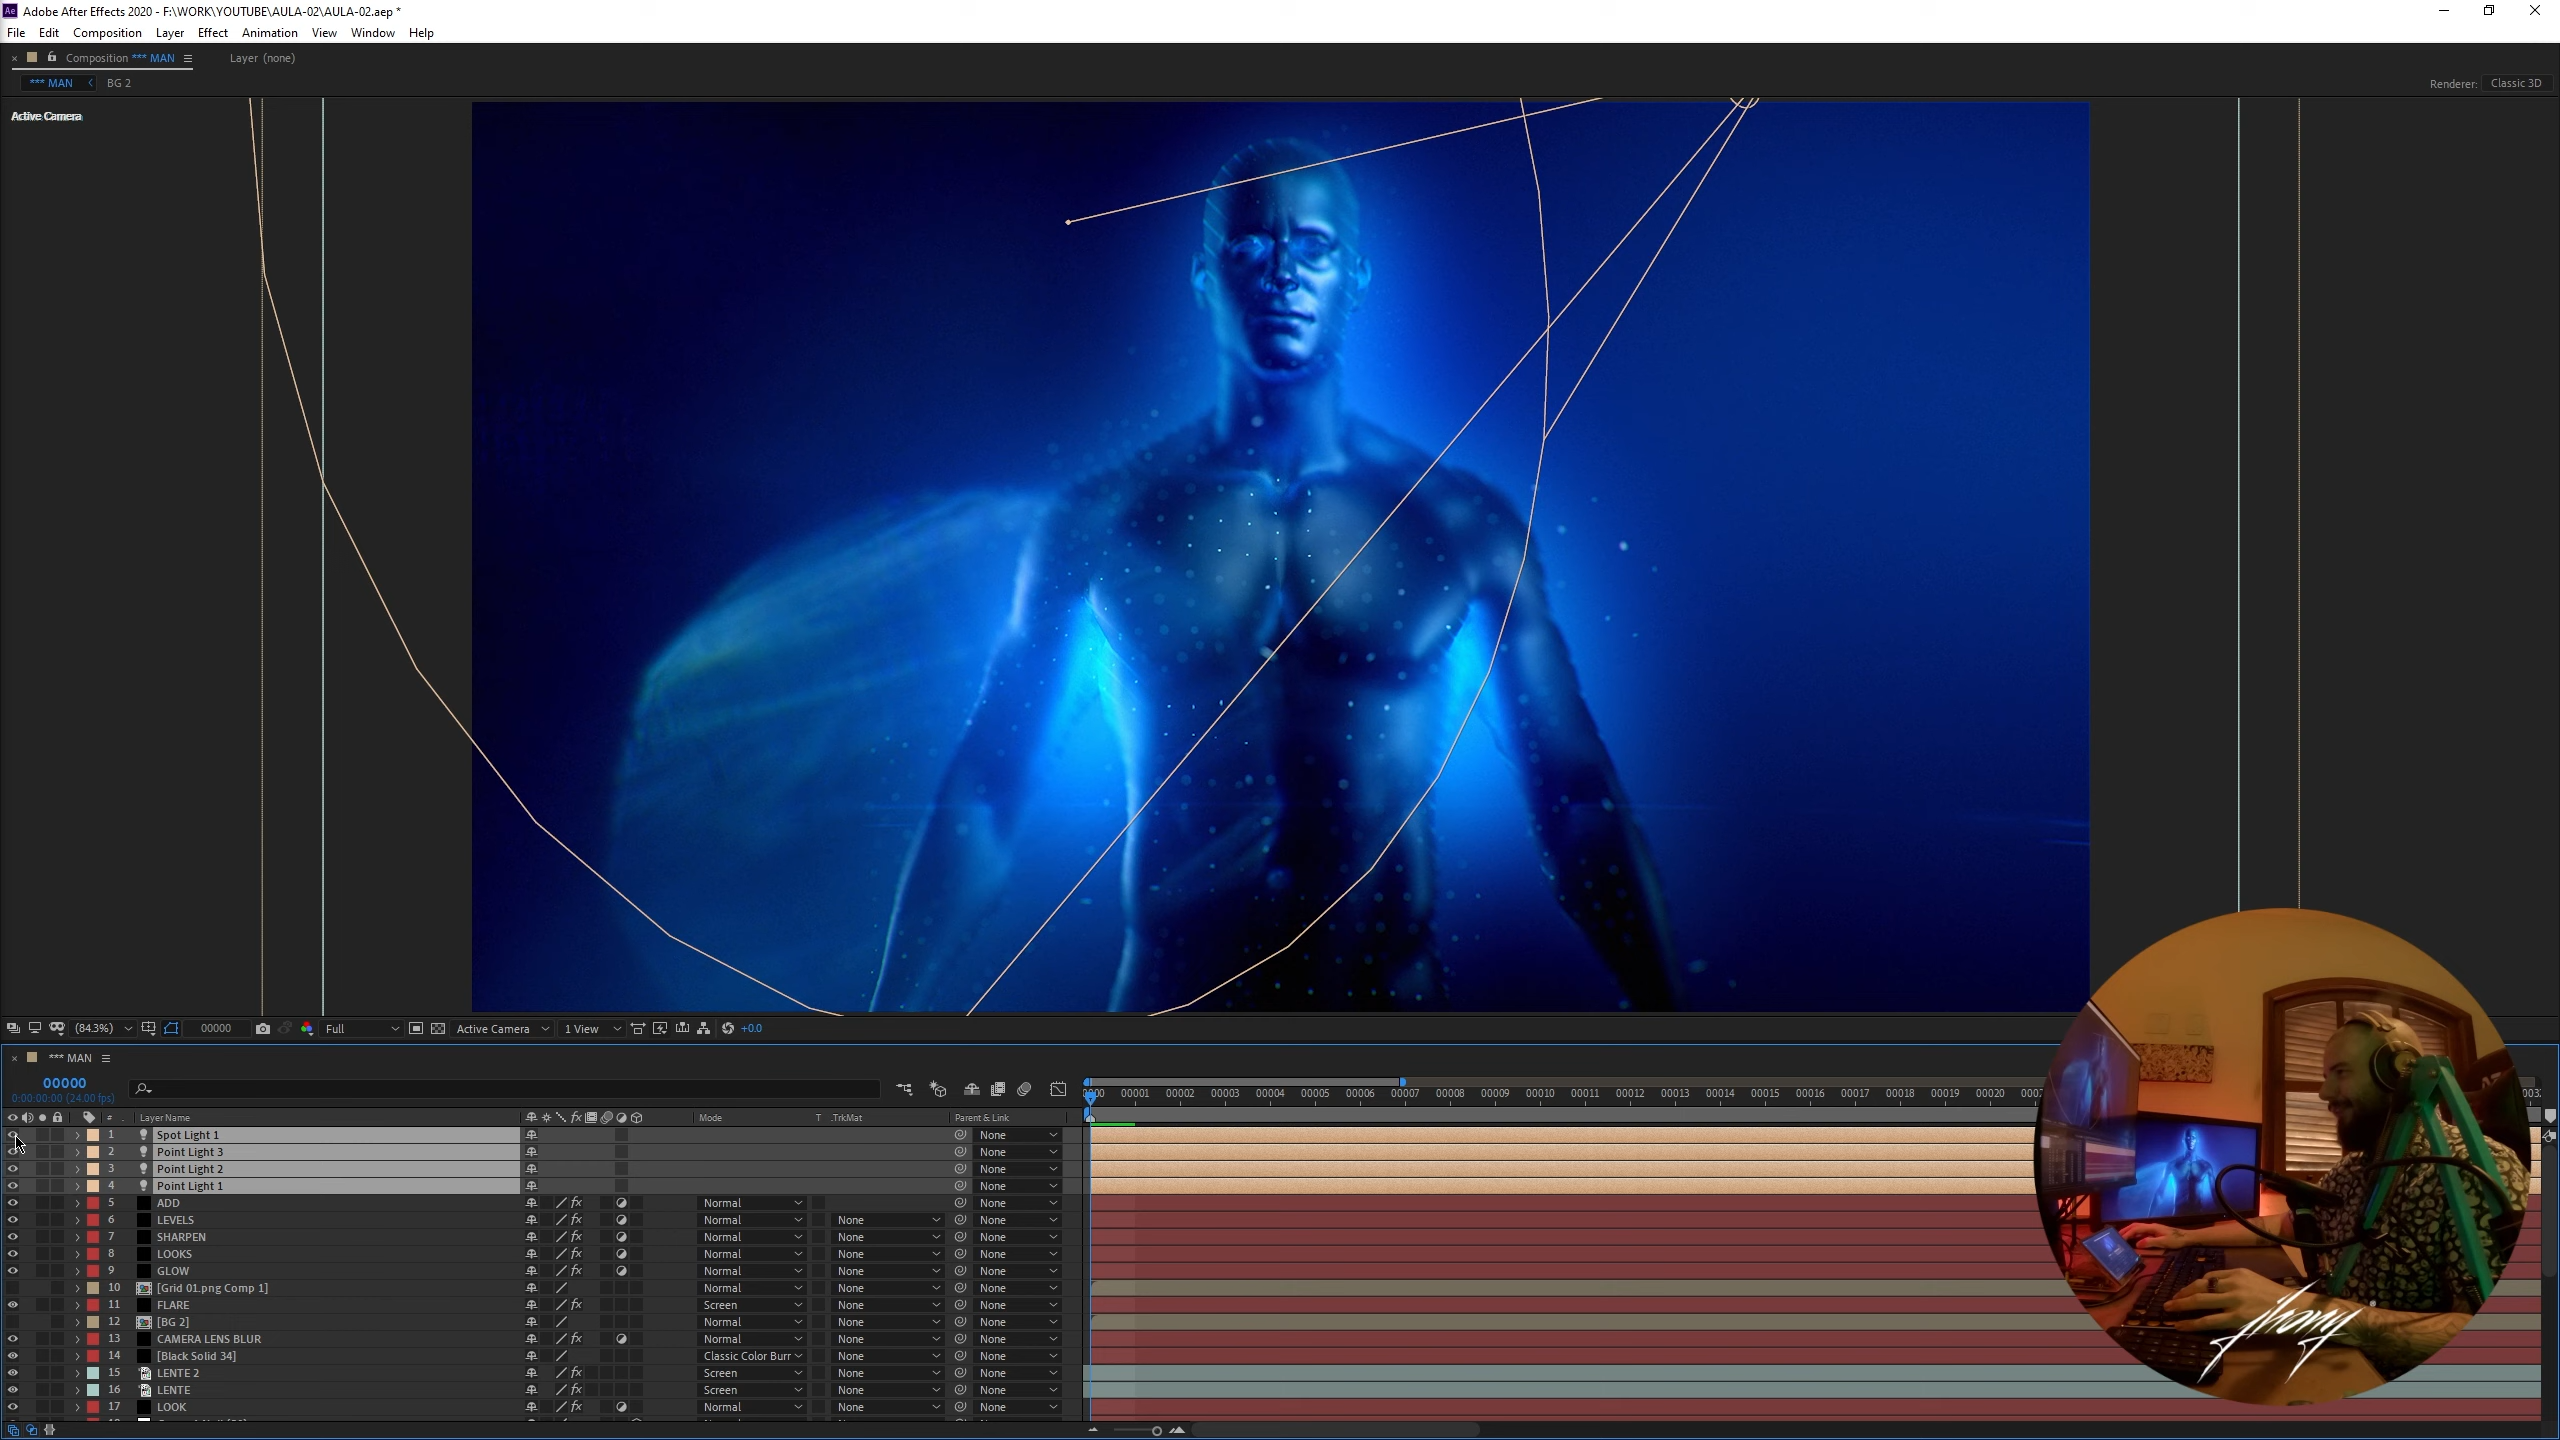 Ae Adobe After Effects 2020 - F:\WORK\YOUTUBE\AULA-02\AULA-02.aep *
File Edit Composition Layer Effect Animation View Window Help
Composition *** MAN Layer (none)
*** MAN BG 2 Renderer: Classic 3D
Active Camera
(84.3%) 00000 Full Active Camera 1 View +0.0
*** MAN
00000
0:00:00:00 (24.00 fps)
0000 00001 00002 00003 00004 00005 00006 00007 00008 00009 00010 00011 00012 00013 00014 00015 00016 00017 00018 00019 00020
# Layer Name Mode T .TrkMat Parent & Link
1 Spot Light 1 None
2 Point Light 3 None
3 Point Light 2 None
4 Point Light 1 None
5 ADD Normal None
6 LEVELS Normal None None
7 SHARPEN Normal None None
8 LOOKS Normal None None
9 GLOW Normal None None
10 [Grid 01.png Comp 1] Normal None None
11 FLARE Screen None None
12 [BG 2] Normal None None
13 CAMERA LENS BLUR Normal None None
14 [Black Solid 34] Classic Color Burr None None
15 LENTE 2 Screen None None
16 LENTE Screen None None
17 LOOK Normal None None
jhony